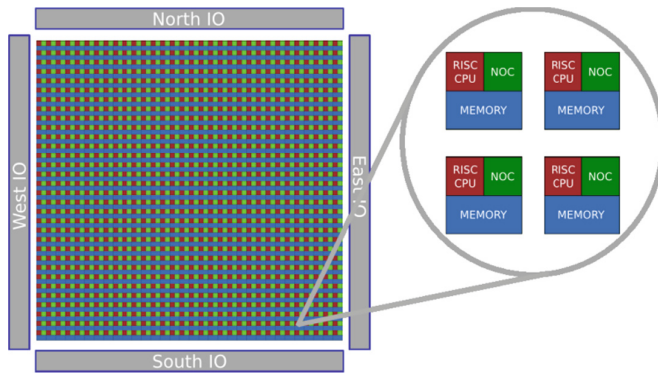 North IO
West IO
East IO
South IO
RISC
CPU
NOC
MEMORY
RISC
CPU
NOC
MEMORY
RISC
CPU
NOC
MEMORY
RISC
CPU
NOC
MEMORY